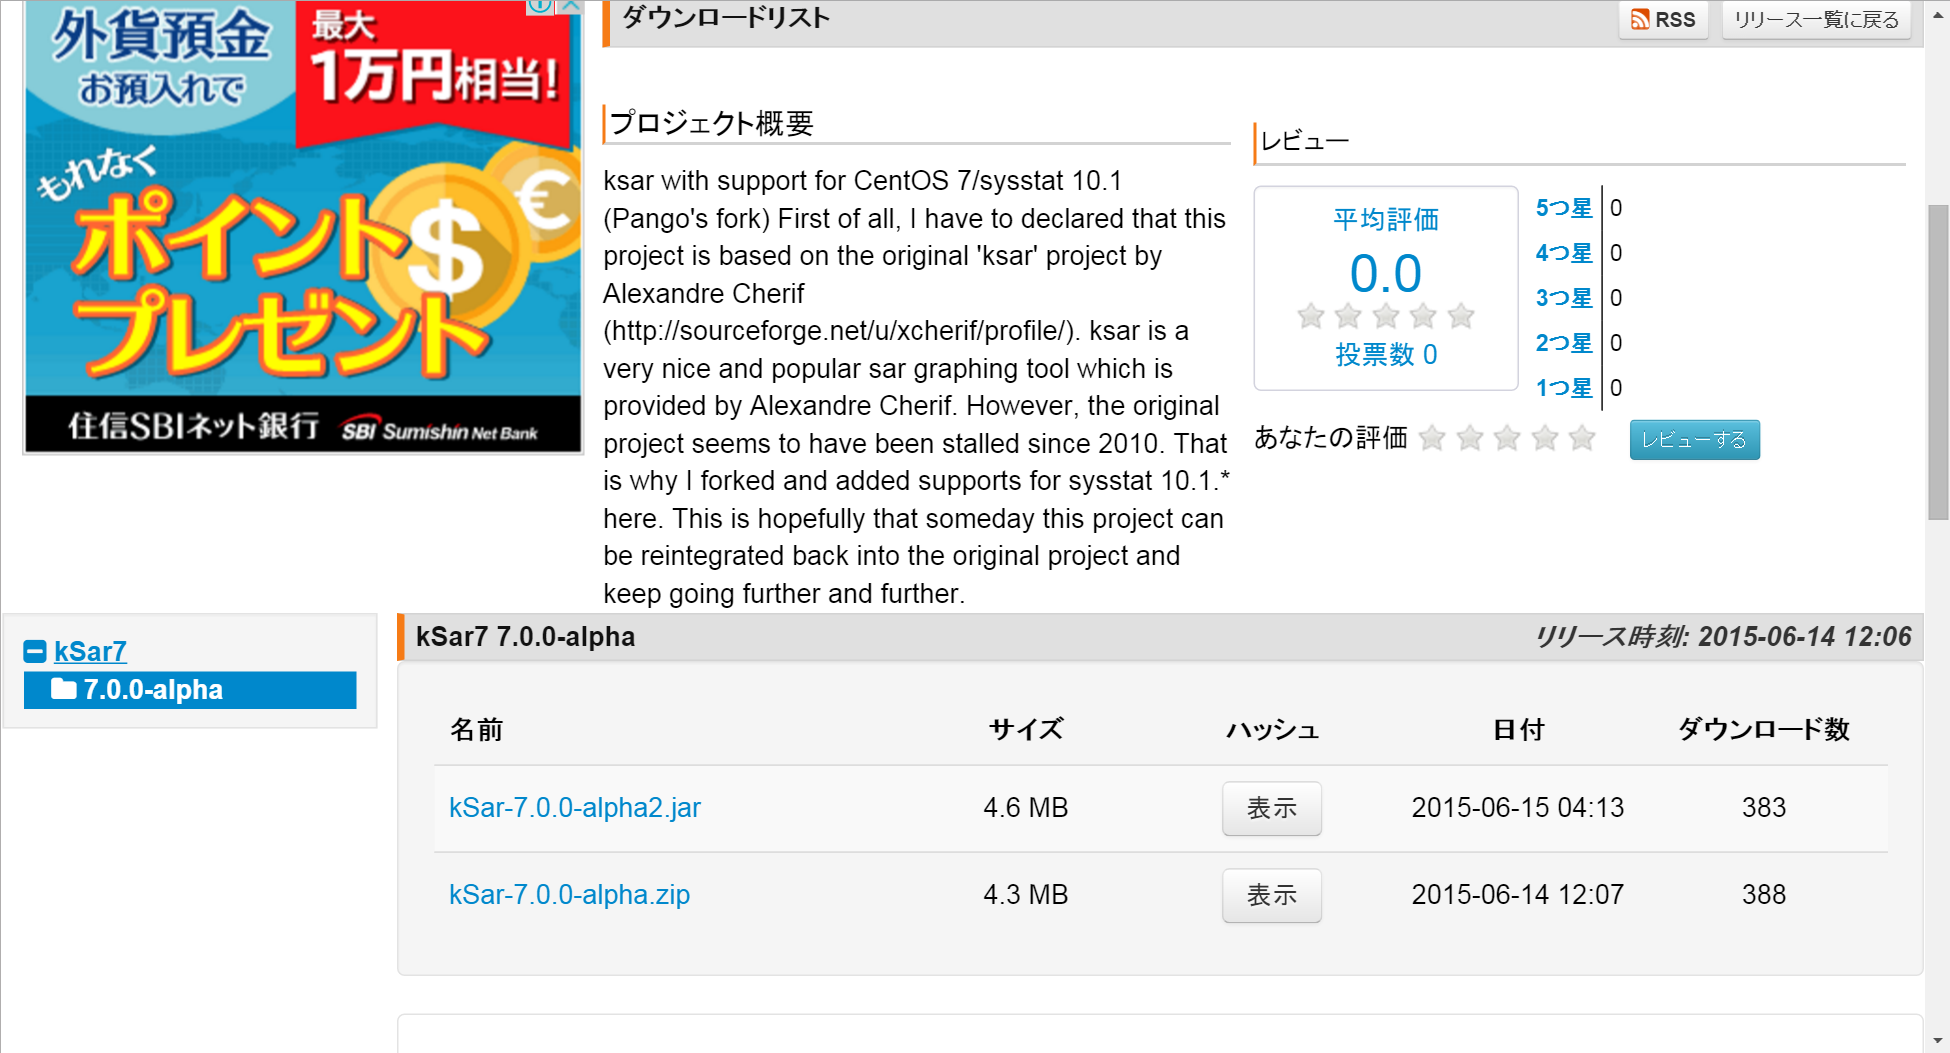 外貨預金
お預入れで
最大
1万円相当!
もれなく
ポイント
プレゼント
$
€
住信SBIネット銀行 SBI Sumishin Net Bank
ダウンロードリスト
RSS
リリース一覧に戻る
プロジェクト概要
ksar with support for CentOS 7/sysstat 10.1
(Pango's fork) First of all, I have to declared that this
project is based on the original 'ksar' project by
Alexandre Cherif
(http://sourceforge.net/u/xcherif/profile/). ksar is a
very nice and popular sar graphing tool which is
provided by Alexandre Cherif. However, the original
project seems to have been stalled since 2010. That
is why I forked and added supports for sysstat 10.1.*
here. This is hopefully that someday this project can
be reintegrated back into the original project and
keep going further and further.
レビュー
平均評価
0.0
投票数 0
5つ星 0
4つ星 0
3つ星 0
2つ星 0
1つ星 0
あなたの評価
レビューする
kSar7
7.0.0-alpha
kSar7 7.0.0-alpha リリース時刻: 2015-06-14 12:06
名前 サイズ ハッシュ 日付 ダウンロード数
kSar-7.0.0-alpha2.jar 4.6 MB 表示 2015-06-15 04:13 383
kSar-7.0.0-alpha.zip 4.3 MB 表示 2015-06-14 12:07 388